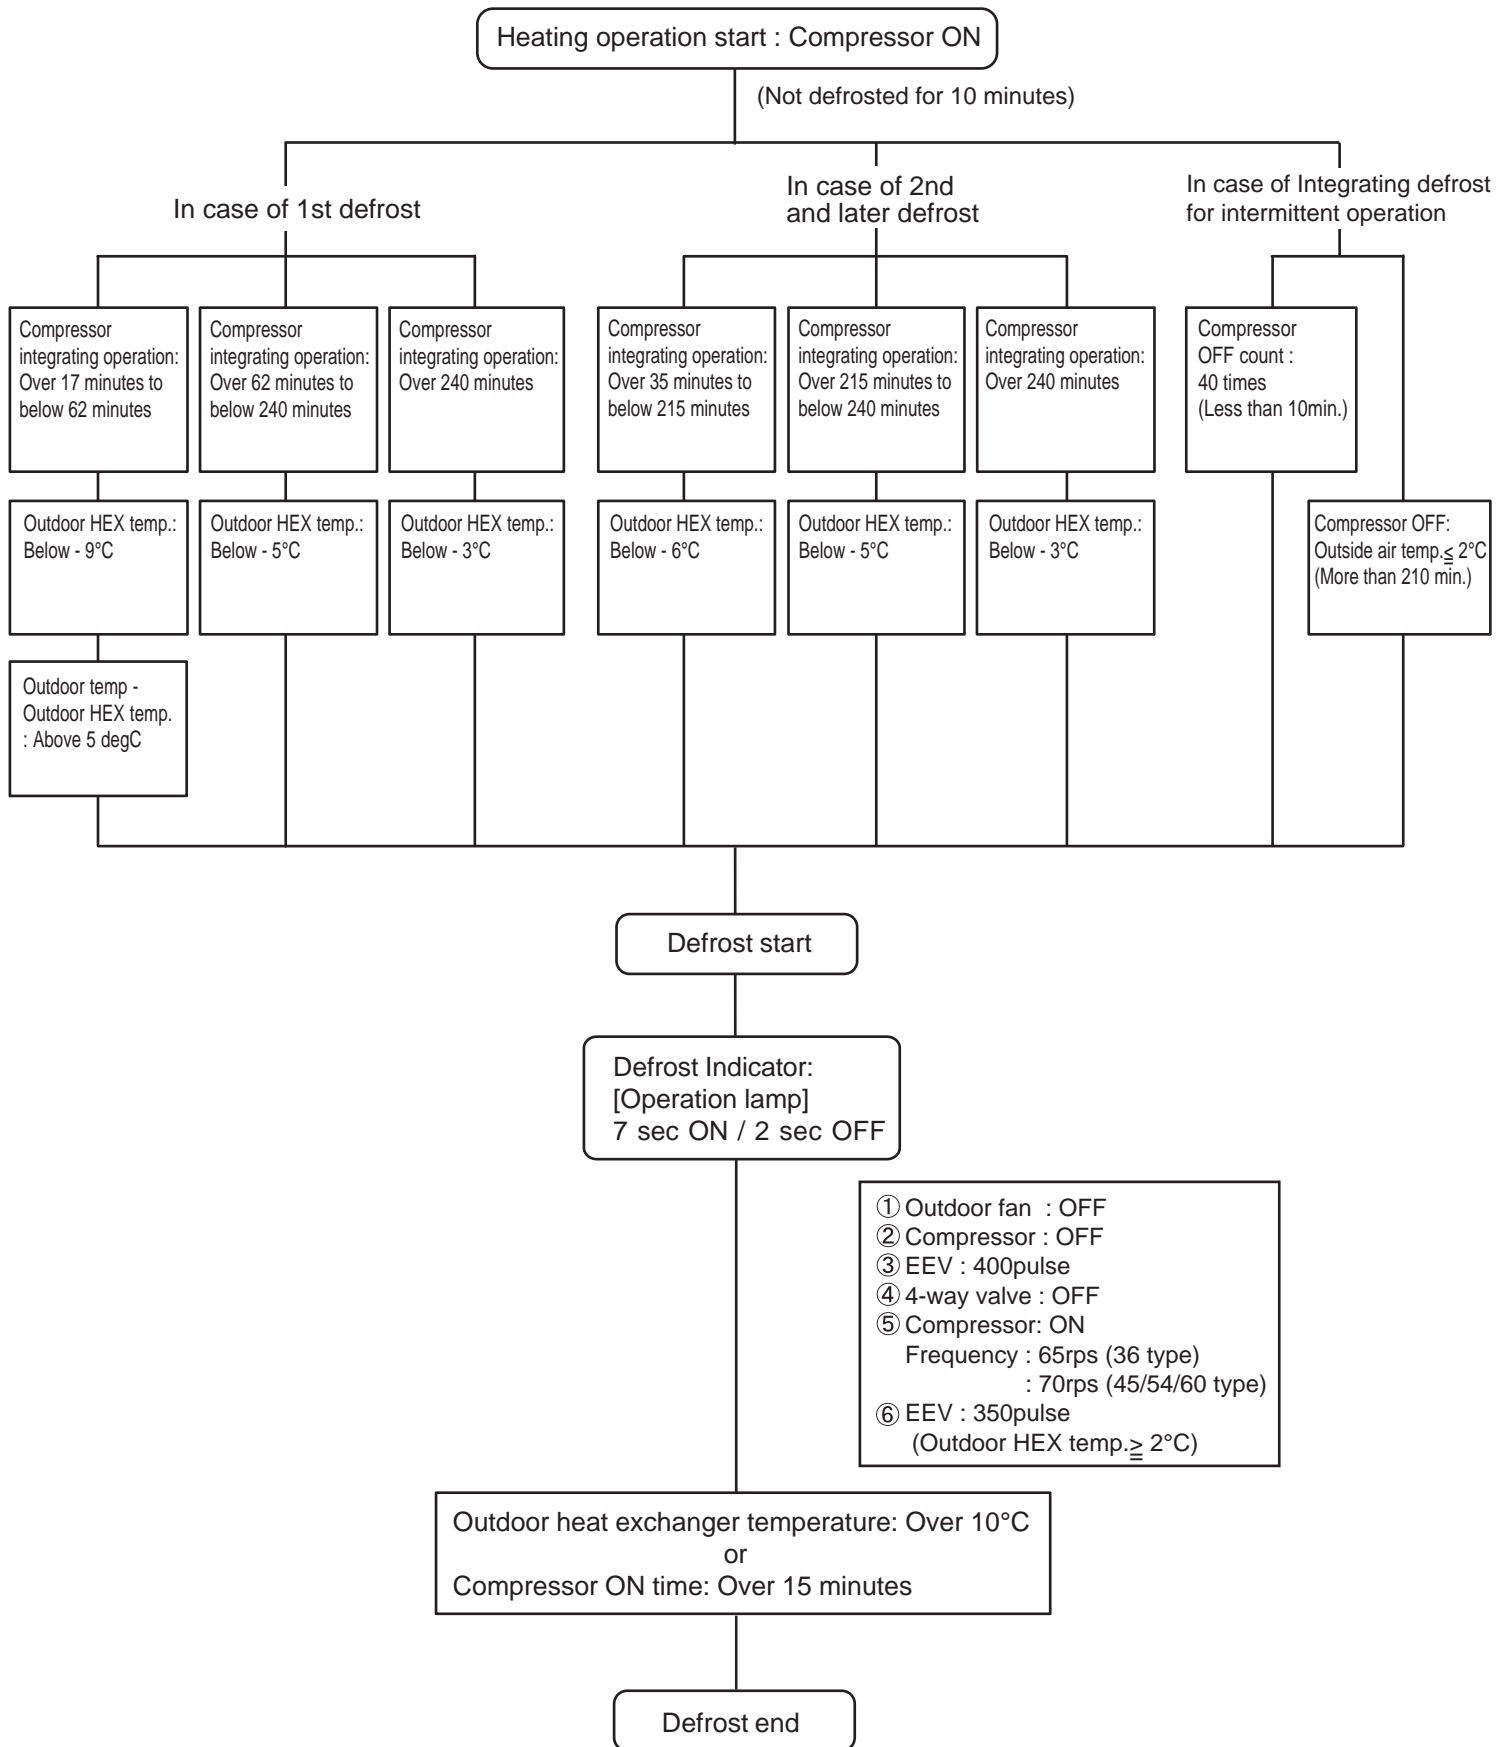 Heating operation start : Compressor ON
(Not defrosted for 10 minutes)
In case of 1st defrost
In case of 2nd
and later defrost
In case of Integrating defrost
for intermittent operation
Compressor
integrating operation:
Over 17 minutes to
below 62 minutes
Compressor
integrating operation:
Over 62 minutes to
below 240 minutes
Compressor
integrating operation:
Over 240 minutes
Compressor
integrating operation:
Over 35 minutes to
below 215 minutes
Compressor
integrating operation:
Over 215 minutes to
below 240 minutes
Compressor
integrating operation:
Over 240 minutes
Compressor
OFF count :
40 times
(Less than 10min.)
Outdoor HEX temp.:
Below - 9°C
Outdoor HEX temp.:
Below - 5°C
Outdoor HEX temp.:
Below - 3°C
Outdoor HEX temp.:
Below - 6°C
Outdoor HEX temp.:
Below - 5°C
Outdoor HEX temp.:
Below - 3°C
Compressor OFF:
Outside air temp.≦ 2°C
(More than 210 min.)
Outdoor temp -
Outdoor HEX temp.
: Above 5 degC
Defrost start
Defrost Indicator:
[Operation lamp]
7 sec ON / 2 sec OFF
① Outdoor fan : OFF
② Compressor : OFF
③ EEV : 400pulse
④ 4-way valve : OFF
⑤ Compressor: ON
Frequency : 65rps (36 type)
: 70rps (45/54/60 type)
⑥ EEV : 350pulse
(Outdoor HEX temp.≧ 2°C)
Outdoor heat exchanger temperature: Over 10°C
or
Compressor ON time: Over 15 minutes
Defrost end